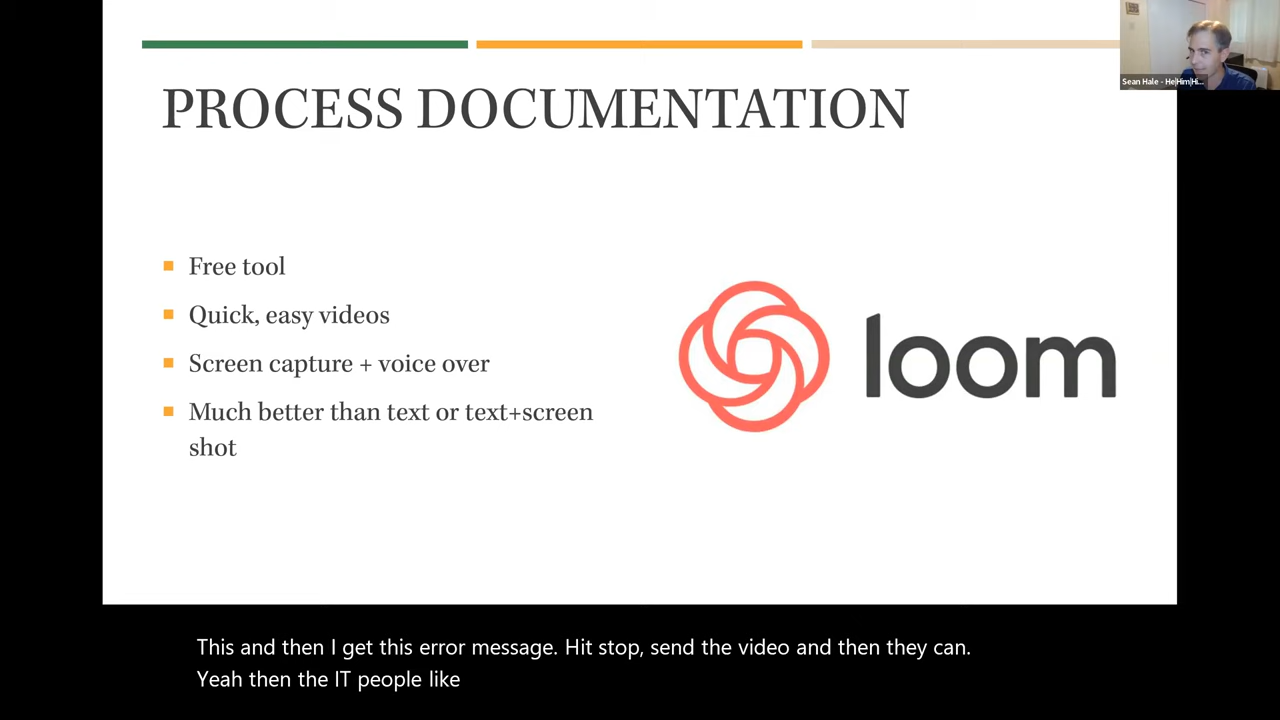 Sean Hale - He|Him|Hi...
PROCESS DOCUMENTATION
Free tool
Quick, easy videos
Screen capture + voice over
Much better than text or text+screen
shot
loom
This and then I get this error message. Hit stop, send the video and then they can.
Yeah then the IT people like